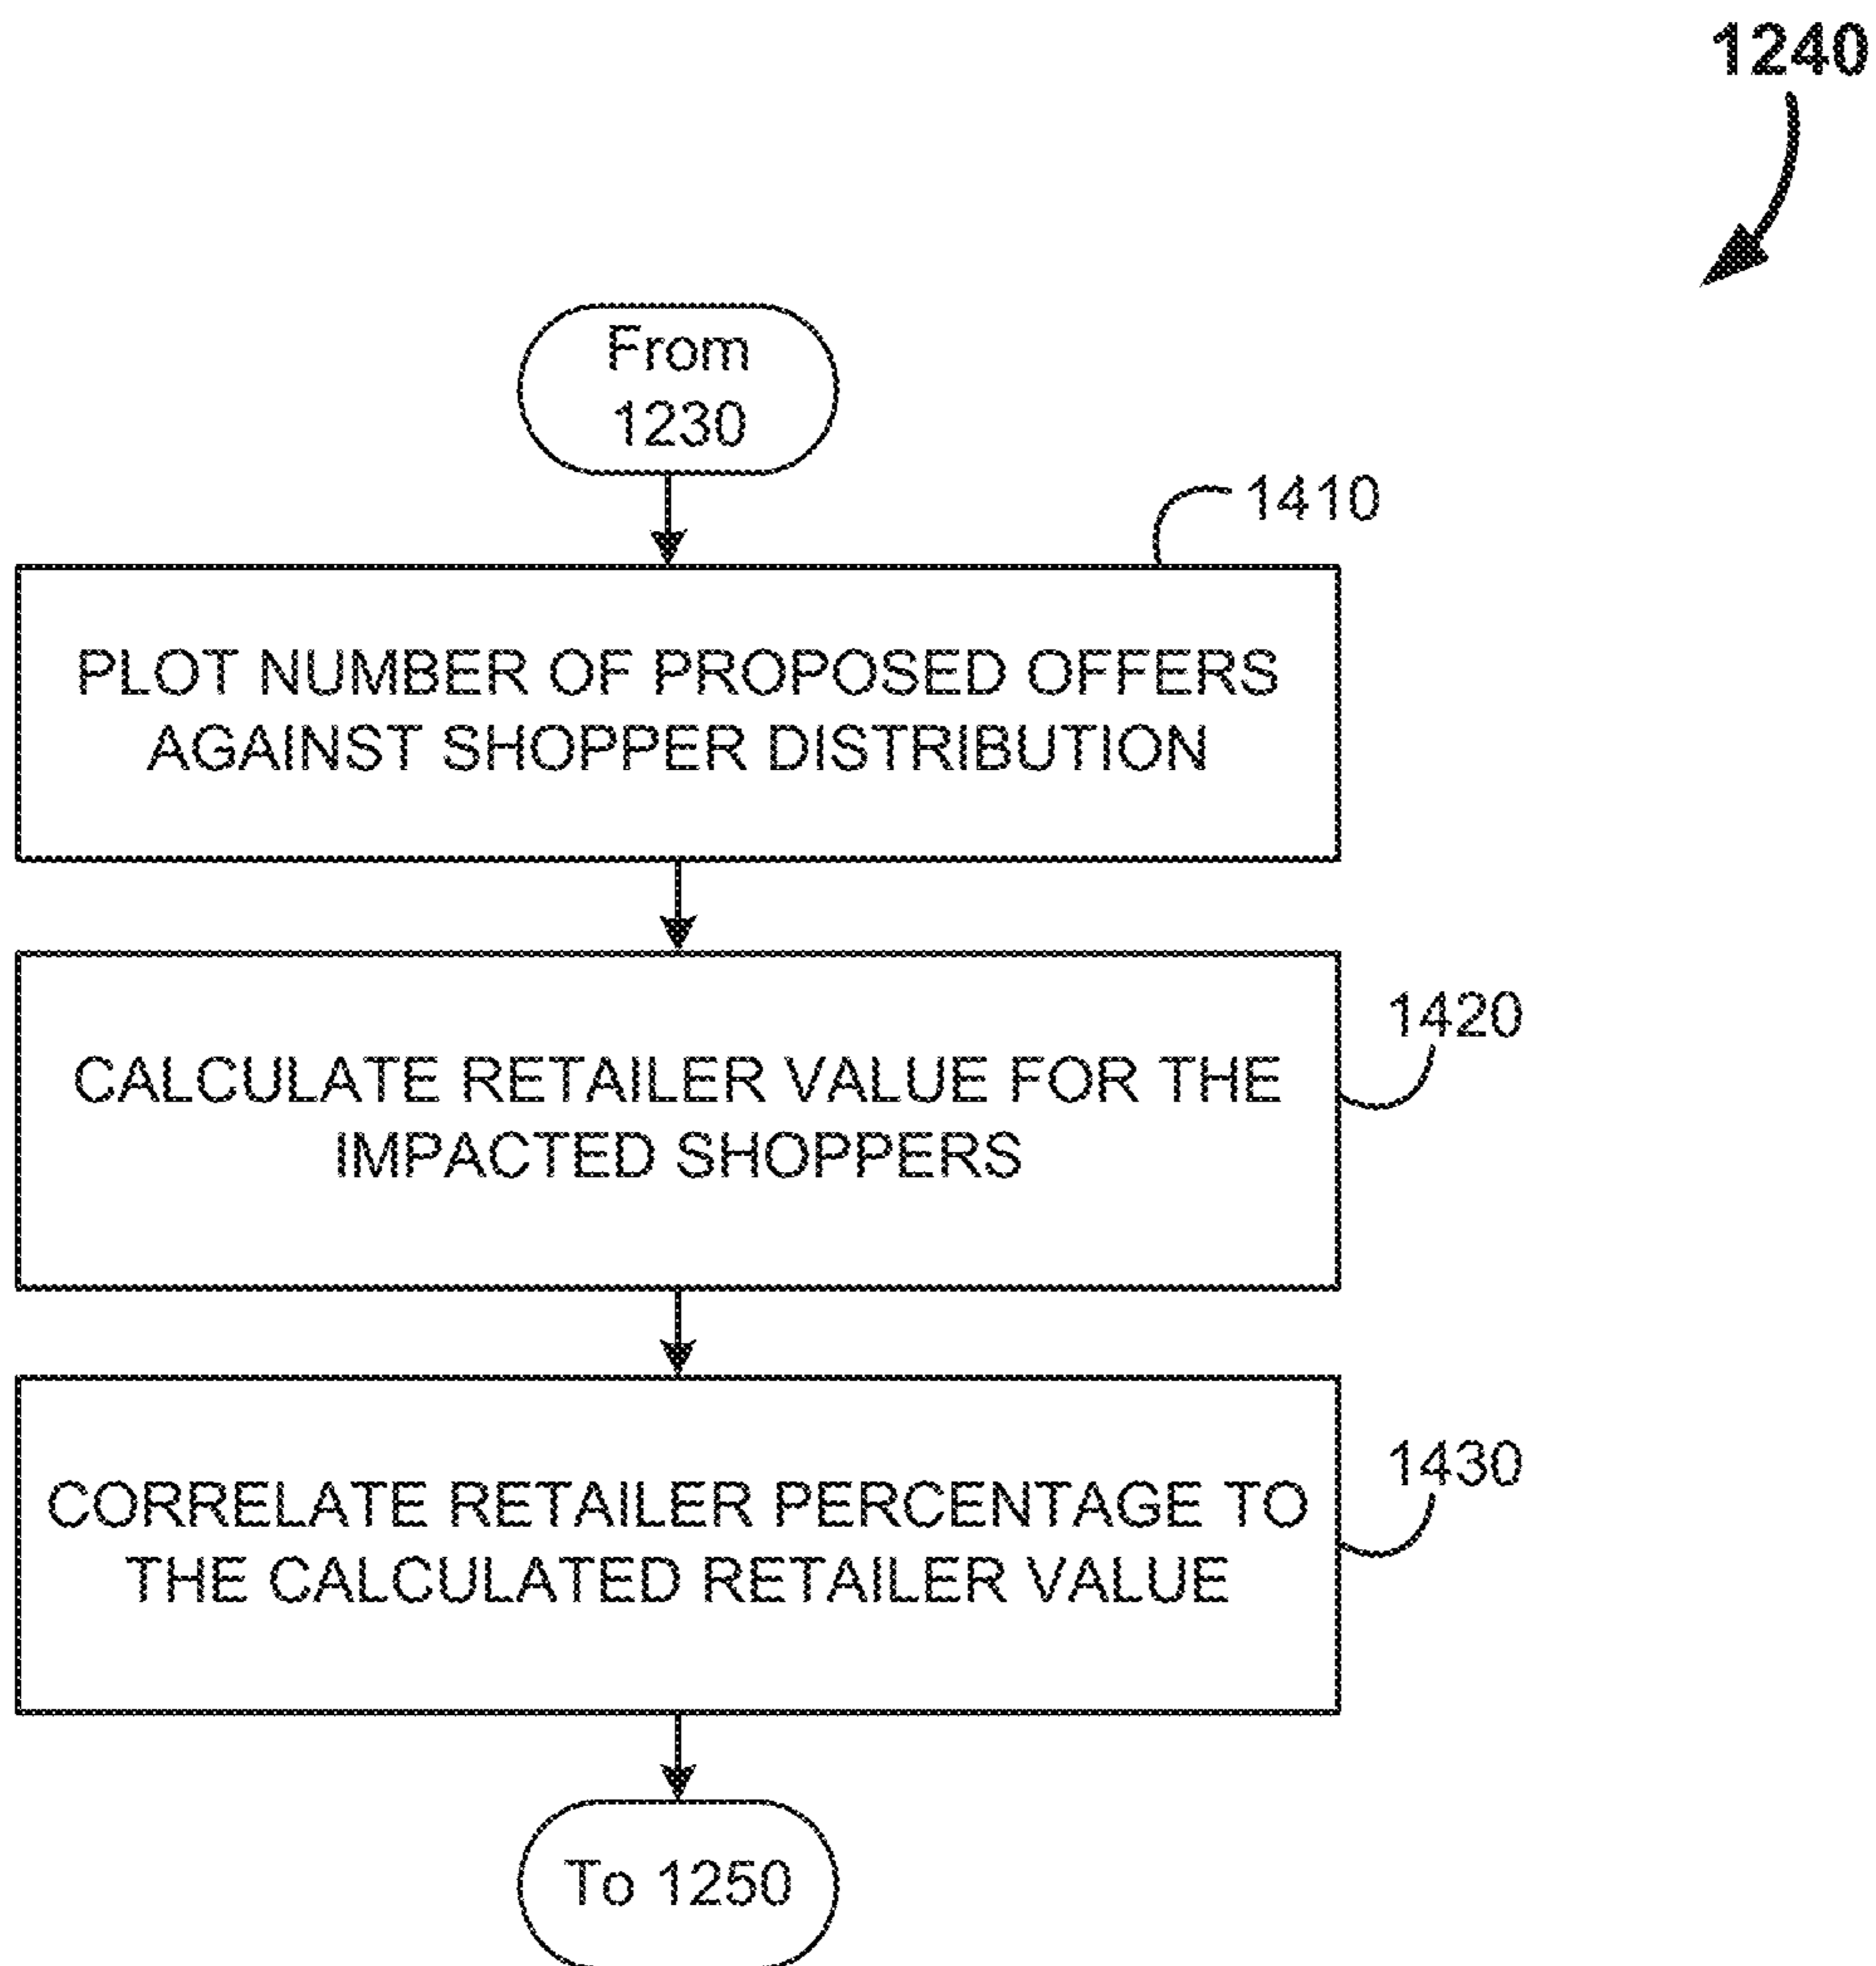 1240
From
1230
1410
PLOT NUMBER OF PROPOSED OFFERS
AGAINST SHOPPER DISTRIBUTION
1420
CALCULATE RETAILER VALUE FOR THE
IMPACTED SHOPPERS
1430
CORRELATE RETAILER PERCENTAGE TO
THE CALCULATED RETAILER VALUE
To 1250